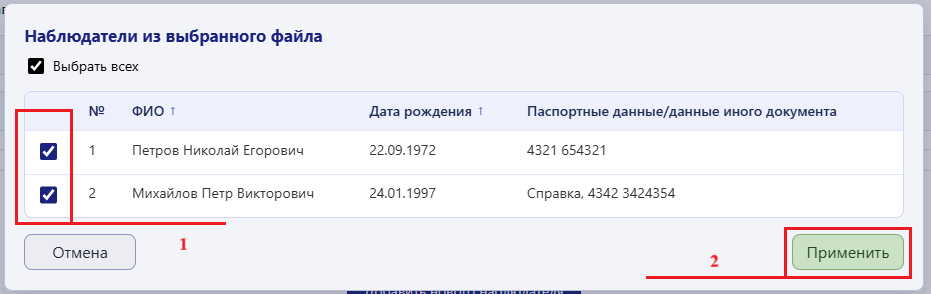 Наблюдатели из выбранного файла
Выбрать всех
№ ФИО ↑ Дата рождения ↑ Паспортные данные/данные иного документа
1 Петров Николай Егорович 22.09.1972 4321 654321
2 Михайлов Петр Викторович 24.01.1997 Справка, 4342 3424354
1
Отмена
2
Применить